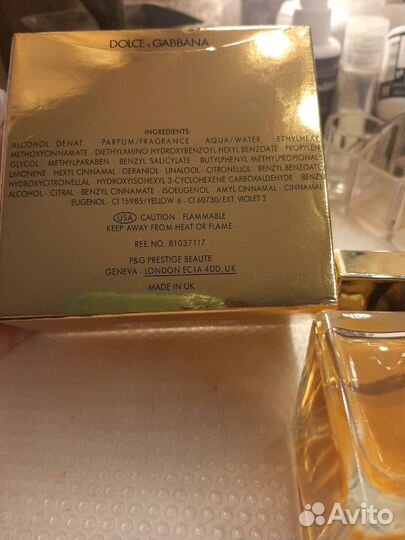 DOLCE & GABBANA
INGREDIENTS:
ALCOHOL DENAT. · PARFUM/FRAGRANCE · AQUA/WATER · ETHYLHEXY
METHOXYCINNAMATE · DIETHYLAMINO HYDROXYBENZOYL HEXYL BENZOATE · PROPYLEN
GLYCOL · METHYLPARABEN · BENZYL SALICYLATE · BUTYLPHENYL METHYLPROPIONAL
LIMONENE · HEXYL CINNAMAL · GERANIOL · LINALOOL · CITRONELLOL · BENZYL BENZOATE
HYDROXYCITRONELLAL · HYDROXYISOHEXYL 3-CYCLOHEXENE CARBOXALDEHYDE · BENZY
ALCOHOL · CITRAL · BENZYL CINNAMATE · ISOEUGENOL · AMYL CINNAMAL · CINNAMAL
EUGENOL · CI 15985/YELLOW 6 · CI 60730/EXT. VIOLET 2
USA CAUTION · FLAMMABLE
KEEP AWAY FROM HEAT OR FLAME
REE. NO. 81037117
P&G PRESTIGE BEAUTE
GENEVA · LONDON EC1A 4DD, UK
MADE IN UK
Avito